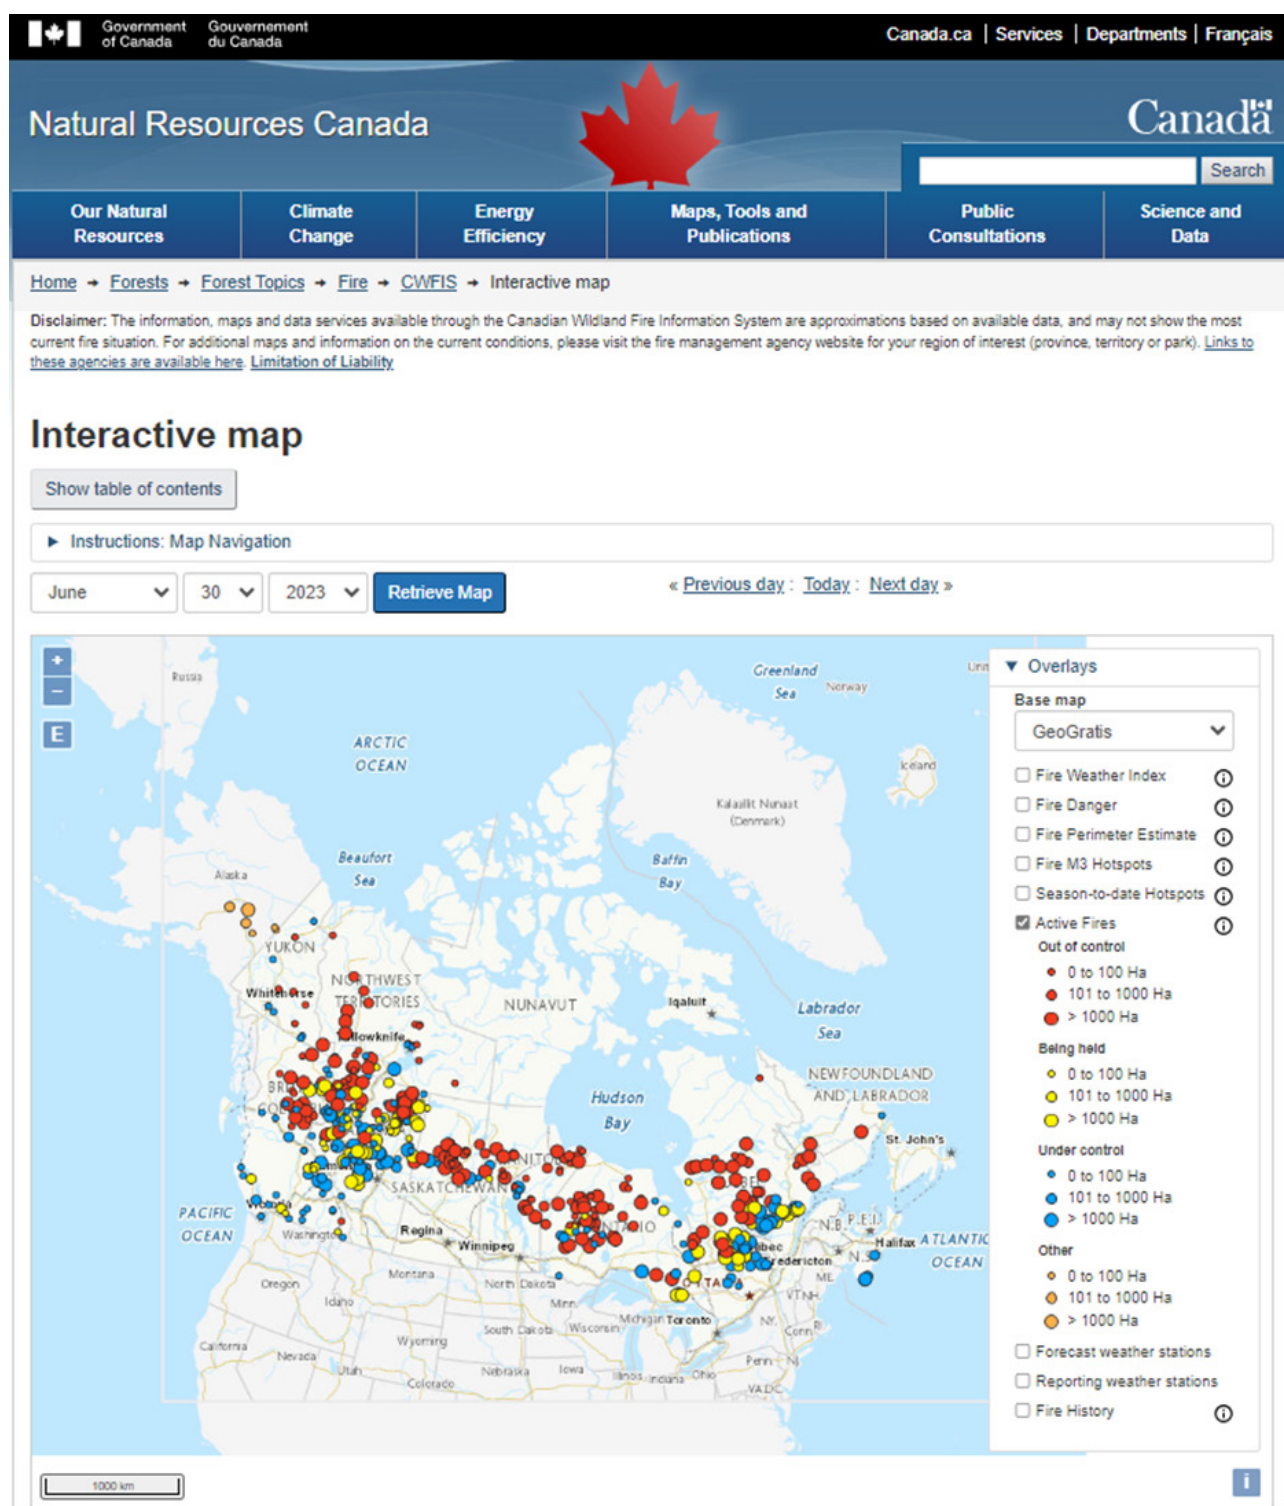 Government of Canada
Gouvernement du Canada
Canada.ca | Services | Departments | Français
Natural Resources Canada
Canada
Search
Our Natural Resources
Climate Change
Energy Efficiency
Maps, Tools and Publications
Public Consultations
Science and Data
Home → Forests → Forest Topics → Fire → CWFIS → Interactive map
Disclaimer: The information, maps and data services available through the Canadian Wildland Fire Information System are approximations based on available data, and may not show the most
current fire situation. For additional maps and information on the current conditions, please visit the fire management agency website for your region of interest (province, territory or park). Links to
these agencies are available here. Limitation of Liability
Interactive map
Show table of contents
► Instructions: Map Navigation
June 30 2023 Retrieve Map
« Previous day : Today : Next day »
+
−
E
Russia
Greenland Sea
Norway
ARCTIC OCEAN
Iceland
Kalaallit Nunaat
(Denmark)
Beaufort Sea
Baffin Bay
Alaska
YUKON
NORTHWEST TERRITORIES
Whitehorse
NUNAVUT
Iqaluit
Labrador Sea
Yellowknife
NEWFOUNDLAND AND LABRADOR
Hudson Bay
St. John's
SASKATCHEWAN
PACIFIC OCEAN
Regina
Winnipeg
ONTARIO
N.B.
P.E.I.
Halifax
ATLANTIC OCEAN
Fredericton
N.S.
Washington
OTTAWA
ME
VT
NH
Oregon
Idaho
Montana
North Dakota
Minn.
South Dakota
Wisconsin
Michigan
Toronto
NY
Conn
RI
California
Nevada
Utah
Wyoming
Colorado
Nebraska
Iowa
Illinois
Indiana
Ohio
Penn
NJ
VA
DC
▼ Overlays
Base map
GeoGratis
Fire Weather Index
Fire Danger
Fire Perimeter Estimate
Fire M3 Hotspots
Season-to-date Hotspots
Active Fires
Out of control
0 to 100 Ha
101 to 1000 Ha
> 1000 Ha
Being held
0 to 100 Ha
101 to 1000 Ha
> 1000 Ha
Under control
0 to 100 Ha
101 to 1000 Ha
> 1000 Ha
Other
0 to 100 Ha
101 to 1000 Ha
> 1000 Ha
Forecast weather stations
Reporting weather stations
Fire History
1000 km
i